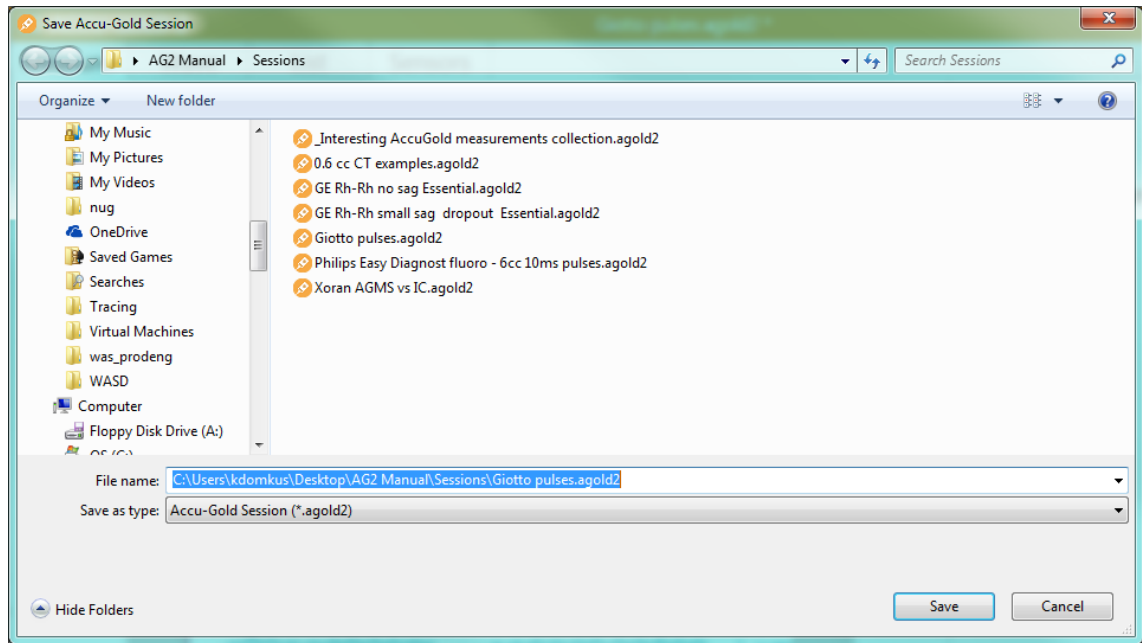 Save Accu-Gold Session
AG2 Manual Sessions
Search Sessions
Organize
New folder
My Music
My Pictures
My Videos
nug
OneDrive
Saved Games
Searches
Tracing
Virtual Machines
was_prodeng
WASD
Computer
Floppy Disk Drive (A:)
OS (C:)
_Interesting AccuGold measurements collection.agold2
0.6 cc CT examples.agold2
GE Rh-Rh no sag Essential.agold2
GE Rh-Rh small sag  dropout  Essential.agold2
Giotto pulses.agold2
Philips Easy Diagnost fluoro - 6cc 10ms pulses.agold2
Xoran AGMS vs IC.agold2
File name: C:\Users\kdomkus\Desktop\AG2 Manual\Sessions\Giotto pulses.agold2
Save as type: Accu-Gold Session (*.agold2)
Hide Folders
Save
Cancel